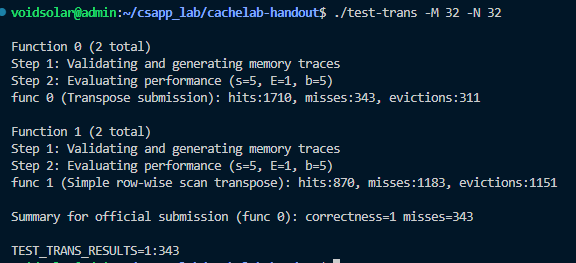 voidsolar@admin:~/csapp_lab/cachelab-handout$ ./test-trans -M 32 -N 32
Function 0 (2 total)
Step 1: Validating and generating memory traces
Step 2: Evaluating performance (s=5, E=1, b=5)
func 0 (Transpose submission): hits:1710, misses:343, evictions:311
Function 1 (2 total)
Step 1: Validating and generating memory traces
Step 2: Evaluating performance (s=5, E=1, b=5)
func 1 (Simple row-wise scan transpose): hits:870, misses:1183, evictions:1151
Summary for official submission (func 0): correctness=1 misses=343
TEST_TRANS_RESULTS=1:343